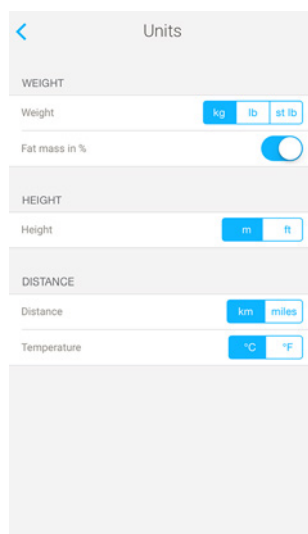 Units
WEIGHT
Weight kg lb st lb
Fat mass in %
HEIGHT
Height m ft
DISTANCE
Distance km miles
Temperature °C °F